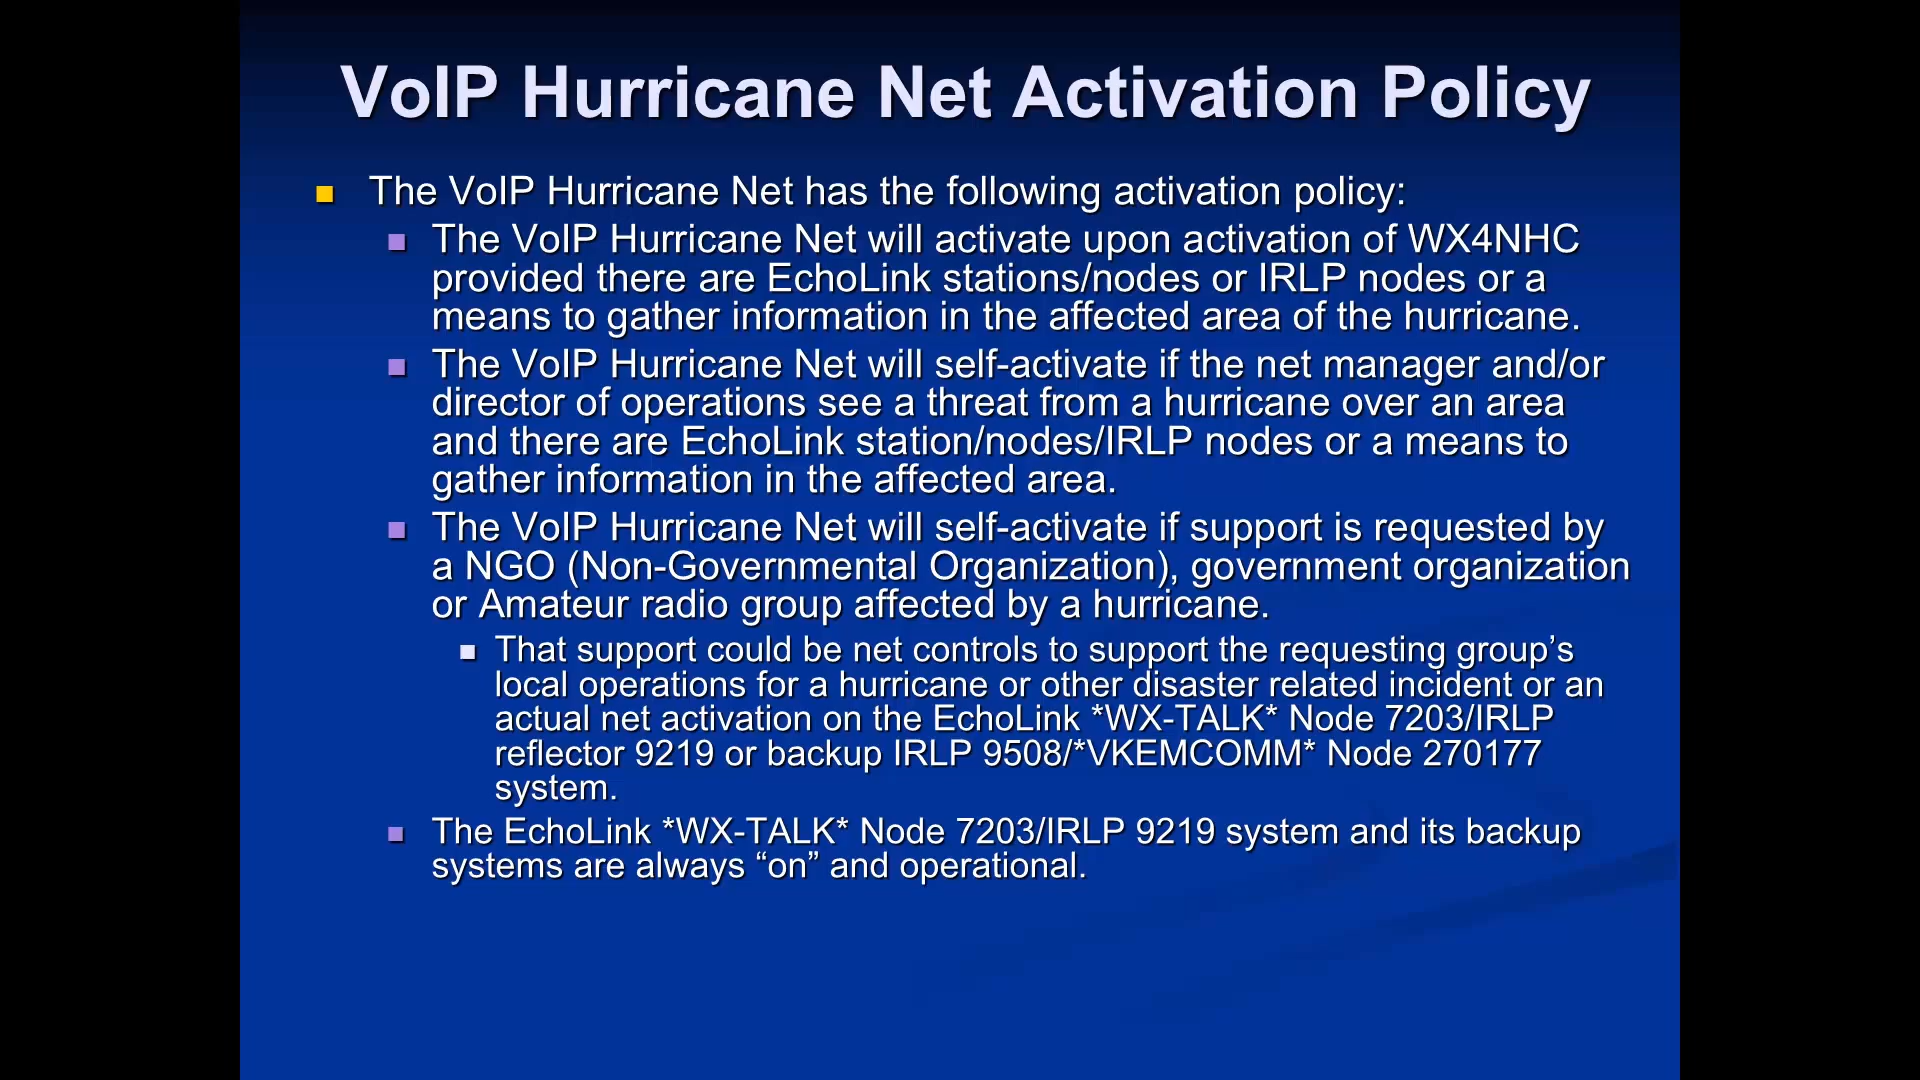 VoIP Hurricane Net Activation Policy
The VoIP Hurricane Net has the following activation policy:
The VoIP Hurricane Net will activate upon activation of WX4NHC
provided there are EchoLink stations/nodes or IRLP nodes or a
means to gather information in the affected area of the hurricane.
The VoIP Hurricane Net will self-activate if the net manager and/or
director of operations see a threat from a hurricane over an area
and there are EchoLink station/nodes/IRLP nodes or a means to
gather information in the affected area.
The VoIP Hurricane Net will self-activate if support is requested by
a NGO (Non-Governmental Organization), government organization
or Amateur radio group affected by a hurricane.
That support could be net controls to support the requesting group’s
local operations for a hurricane or other disaster related incident or an
actual net activation on the EchoLink *WX-TALK* Node 7203/IRLP
reflector 9219 or backup IRLP 9508/*VKEMCOMM* Node 270177
system.
The EchoLink *WX-TALK* Node 7203/IRLP 9219 system and its backup
systems are always “on” and operational.